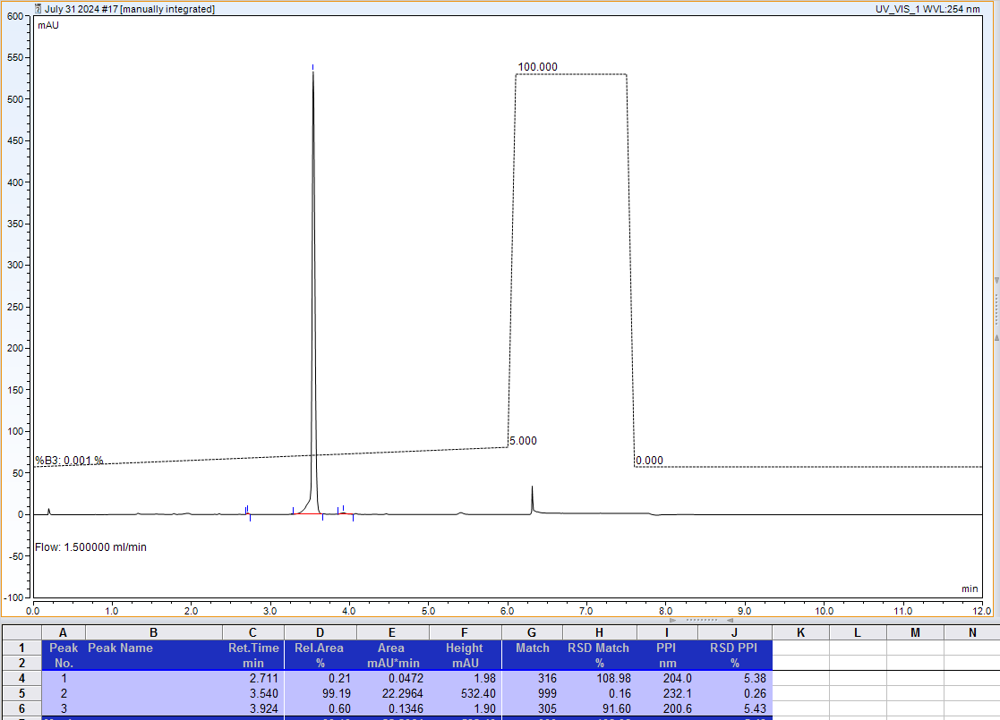 July 31 2024 #17 [manually integrated] UV_VIS_1 WVL:254 nm
600 mAU
550
100.000
500
450
400
350
300
250
200
150
100
5.000
%B3: 0.001 % 0.000
50
0
Flow: 1.500000 ml/min
-50
min
-100
0.0 1.0 2.0 3.0 4.0 5.0 6.0 7.0 8.0 9.0 10.0 11.0 12.0
A B C D E F G H I J K L M N
1 Peak Peak Name Ret.Time Rel.Area Area Height Match RSD Match PPI RSD PPI
2 No. min % mAU*min mAU % nm %
4 1 2.711 0.21 0.0472 1.98 316 108.98 204.0 5.38
5 2 3.540 99.19 22.2964 532.40 999 0.16 232.1 0.26
6 3 3.924 0.60 0.1346 1.90 305 91.60 200.6 5.43